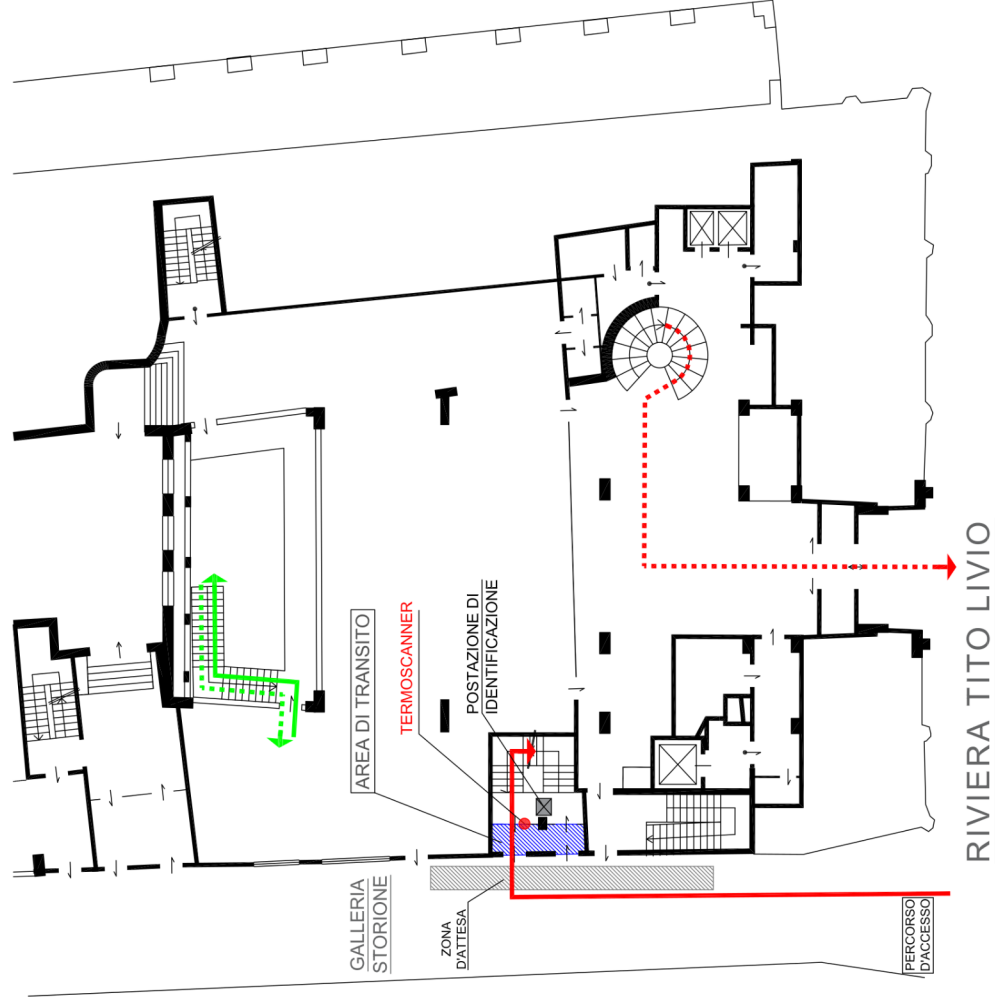 AREA DI TRANSITO
TERMOSCANNER
POSTAZIONE DI
IDENTIFICAZIONE
GALLERIA
STORIONE
ZONA
D'ATTESA
PERCORSO
D'ACCESSO
RIVIERA TITO LIVIO